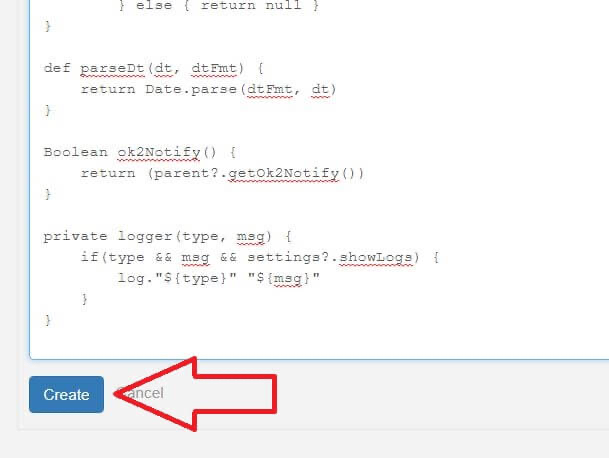 } else { return null }
}
def parseDt(dt, dtFmt) {
return Date.parse(dtFmt, dt)
}
Boolean ok2Notify() {
return (parent?.getOk2Notify())
}
private logger(type, msg) {
if(type && msg && settings?.showLogs) {
log."${type}" "${msg}"
}
}
Create
Cancel